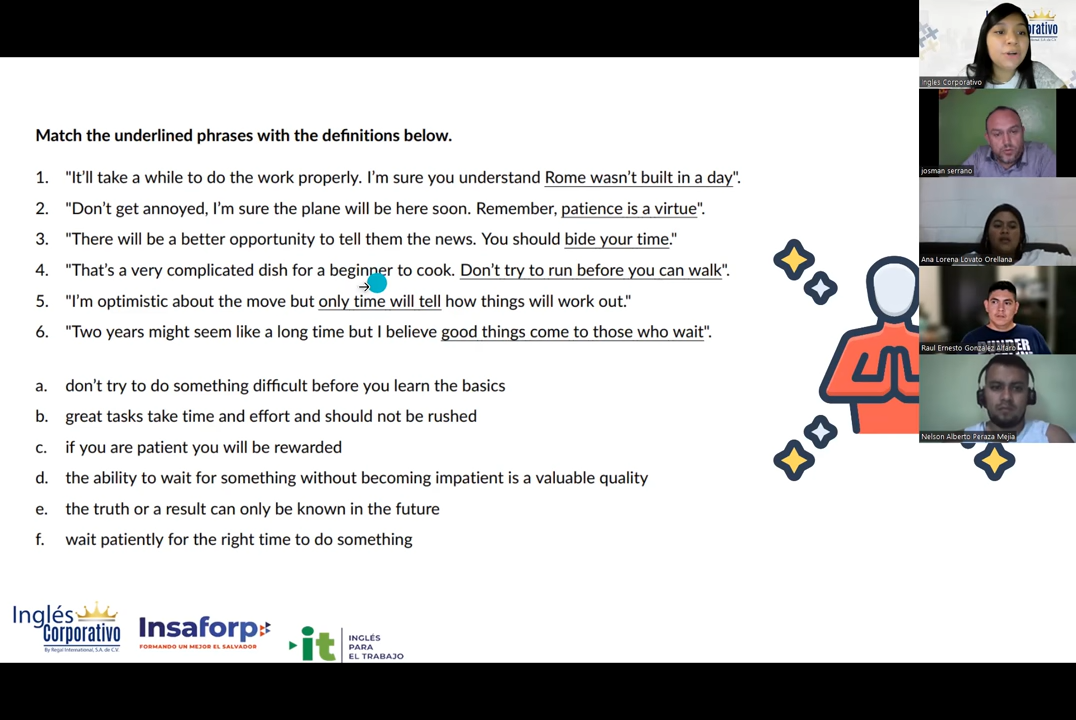 Match the underlined phrases with the definitions below.
1. "It'll take a while to do the work properly. I'm sure you understand Rome wasn't built in a day".
2. "Don't get annoyed, I'm sure the plane will be here soon. Remember, patience is a virtue".
3. "There will be a better opportunity to tell them the news. You should bide your time."
4. "That's a very complicated dish for a beginner to cook. Don't try to run before you can walk".
5. "I'm optimistic about the move but only time will tell how things will work out."
6. "Two years might seem like a long time but I believe good things come to those who wait".
a. don't try to do something difficult before you learn the basics
b. great tasks take time and effort and should not be rushed
c. if you are patient you will be rewarded
d. the ability to wait for something without becoming impatient is a valuable quality
e. the truth or a result can only be known in the future
f. wait patiently for the right time to do something
Inglés
Corporativo
By Regal International, S.A. de C.V.
Insaforp
FORMANDO UN MEJOR EL SALVADOR
it
INGLÉS
PARA
EL TRABAJO
Inglés Corporativo
josman serrano
Ana Lorena Lovato Orellana
Raul Ernesto González Alfaro
Nelson Alberto Peraza Mejia